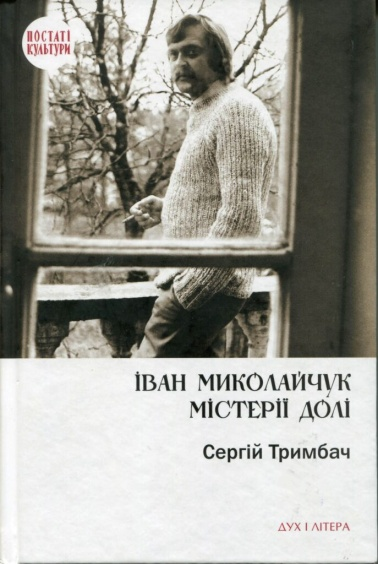 ПОСТАТІ
КУЛЬТУРИ
ІВАН МИКОЛАЙЧУК
МІСТЕРІЇ ДОЛІ
Сергій Тримбач
ДУХ І ЛІТЕРА